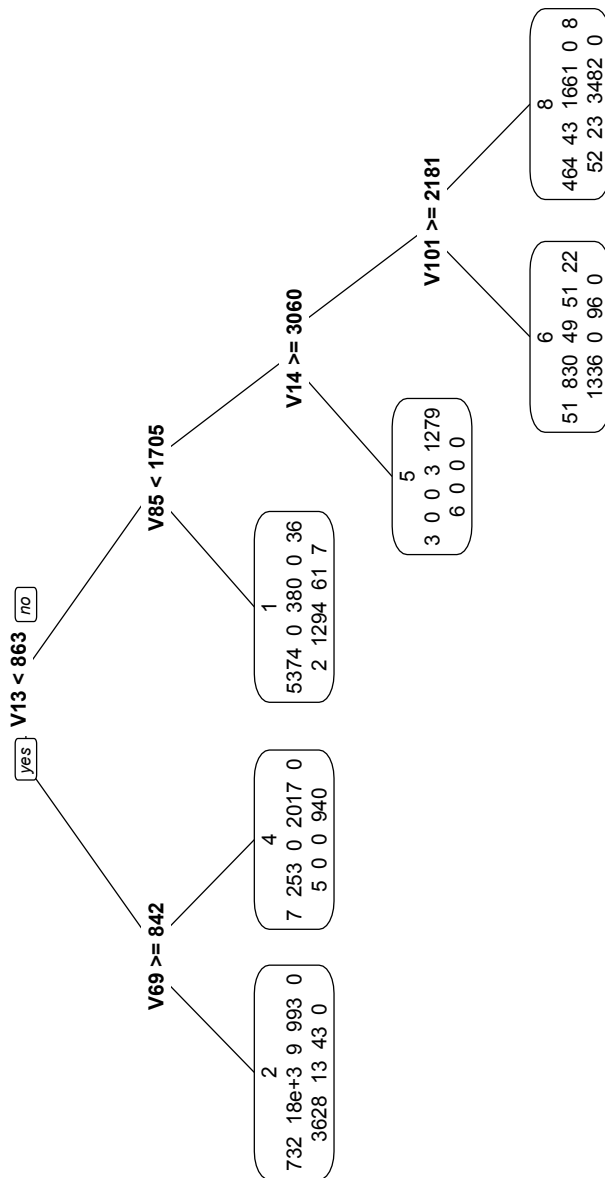 yes V13 < 863 no
V69 >= 842
V85 < 1705
V14 >= 3060
V101 >= 2181
2
732 18e+3 9 993 0
3628 13 43 0
4
7 253 0 2017 0
5 0 0 940
1
5374 0 380 0 36
2 1294 61 7
5
3 0 0 3 1279
6 0 0 0
6
51 830 49 51 22
1336 0 96 0
8
464 43 1661 0 8
52 23 3482 0